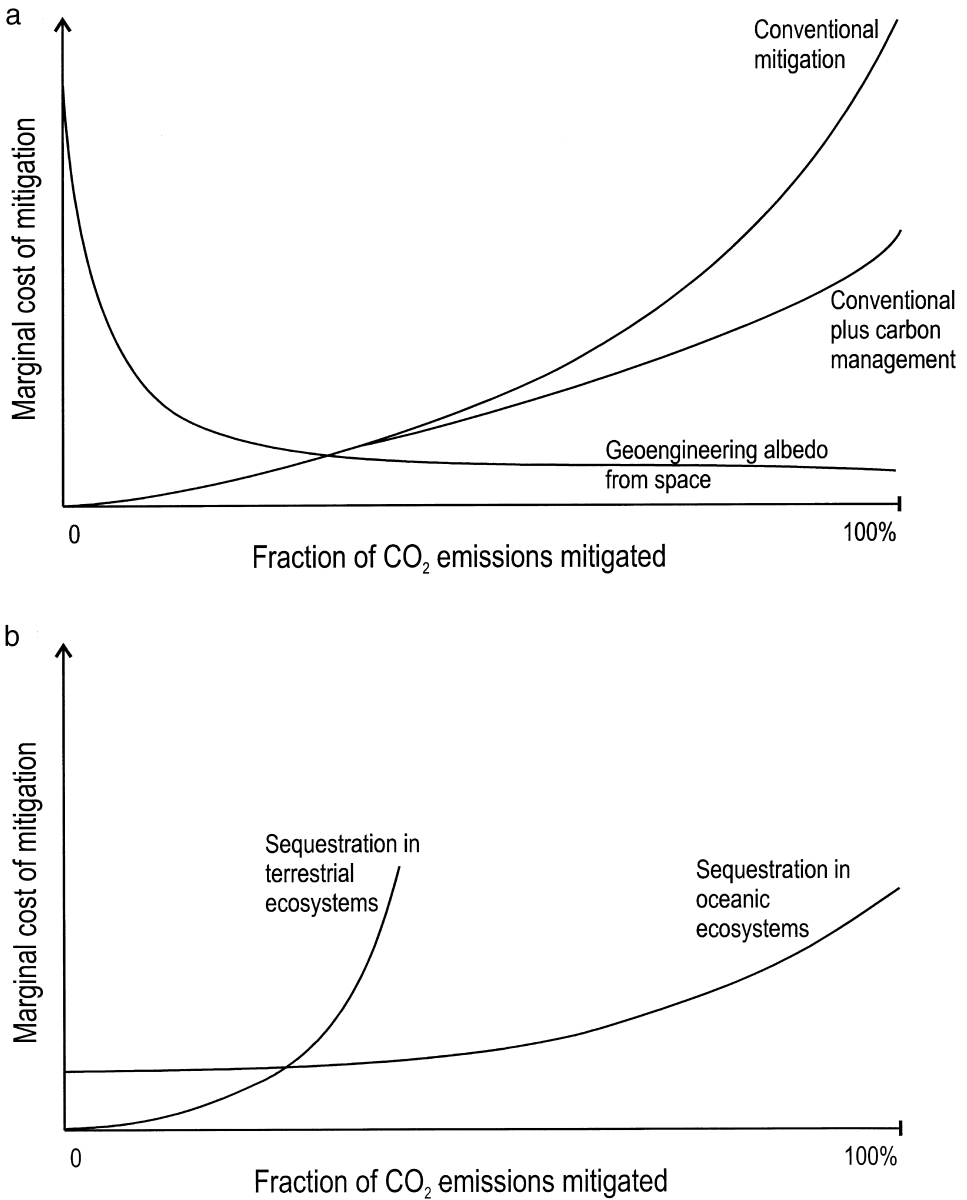 a
Marginal cost of mitigation
Conventional
mitigation
Conventional
plus carbon
management
Geoengineering albedo
from space
0
100%
Fraction of CO₂ emissions mitigated
b
Marginal cost of mitigation
Sequestration in
terrestrial
ecosystems
Sequestration in
oceanic
ecosystems
0
100%
Fraction of CO₂ emissions mitigated